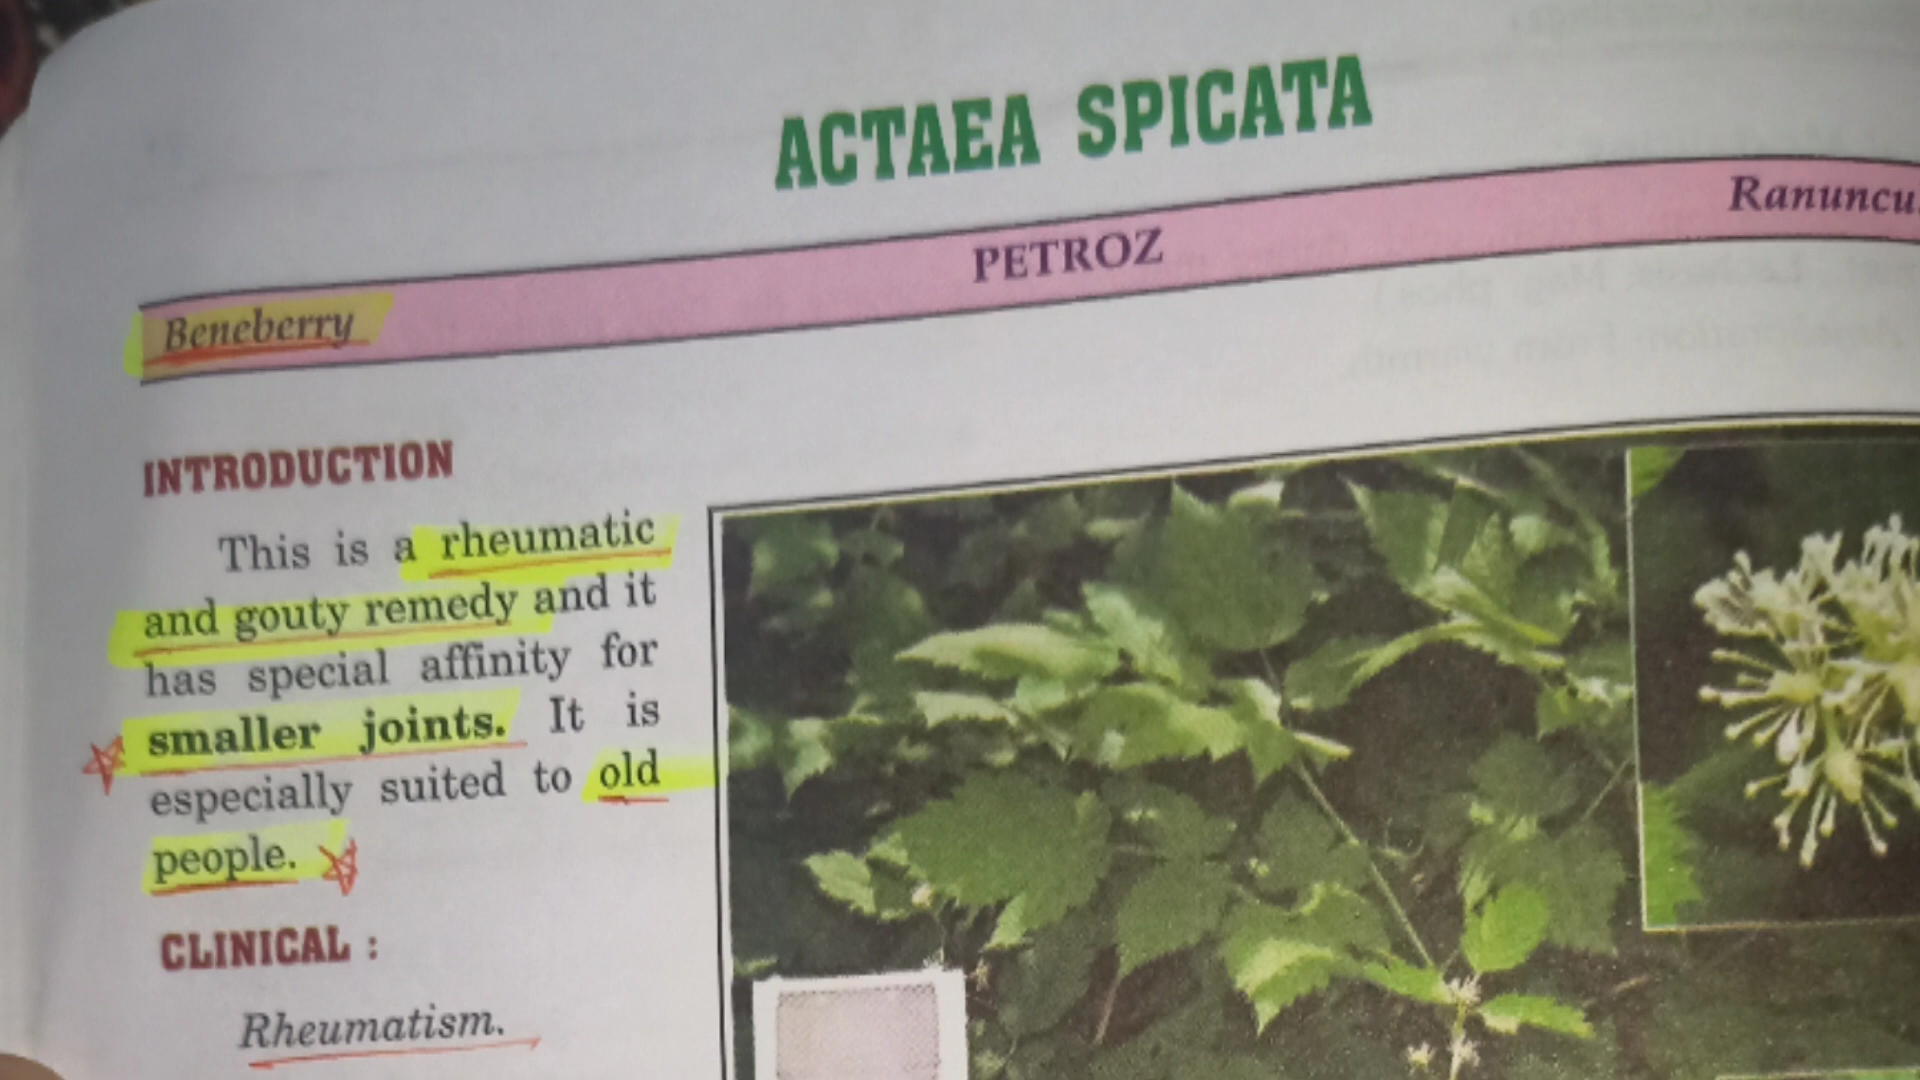 ACTAEA SPICATA
Beneberry PETROZ
INTRODUCTION
This is a rheumatic
and gouty remedy and it
has special affinity for
smaller joints. It is
especially suited to old
people.
CLINICAL :
Rheumatism.